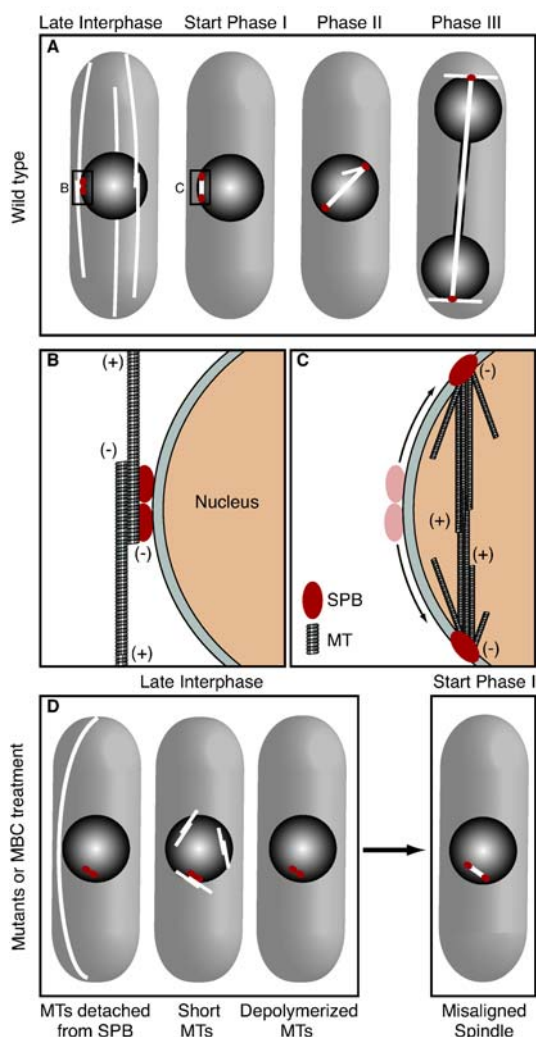 Late Interphase Start Phase I Phase II Phase III
A
Wild type
B
C
B
(+)
(-)
Nucleus
(-)
(+)
C
(-)
(+)
(+)
SPB
MT
(-)
Late Interphase
Start Phase I
D
Mutants or MBC treatment
MTs detached from SPB
Short MTs
Depolymerized MTs
Misaligned Spindle